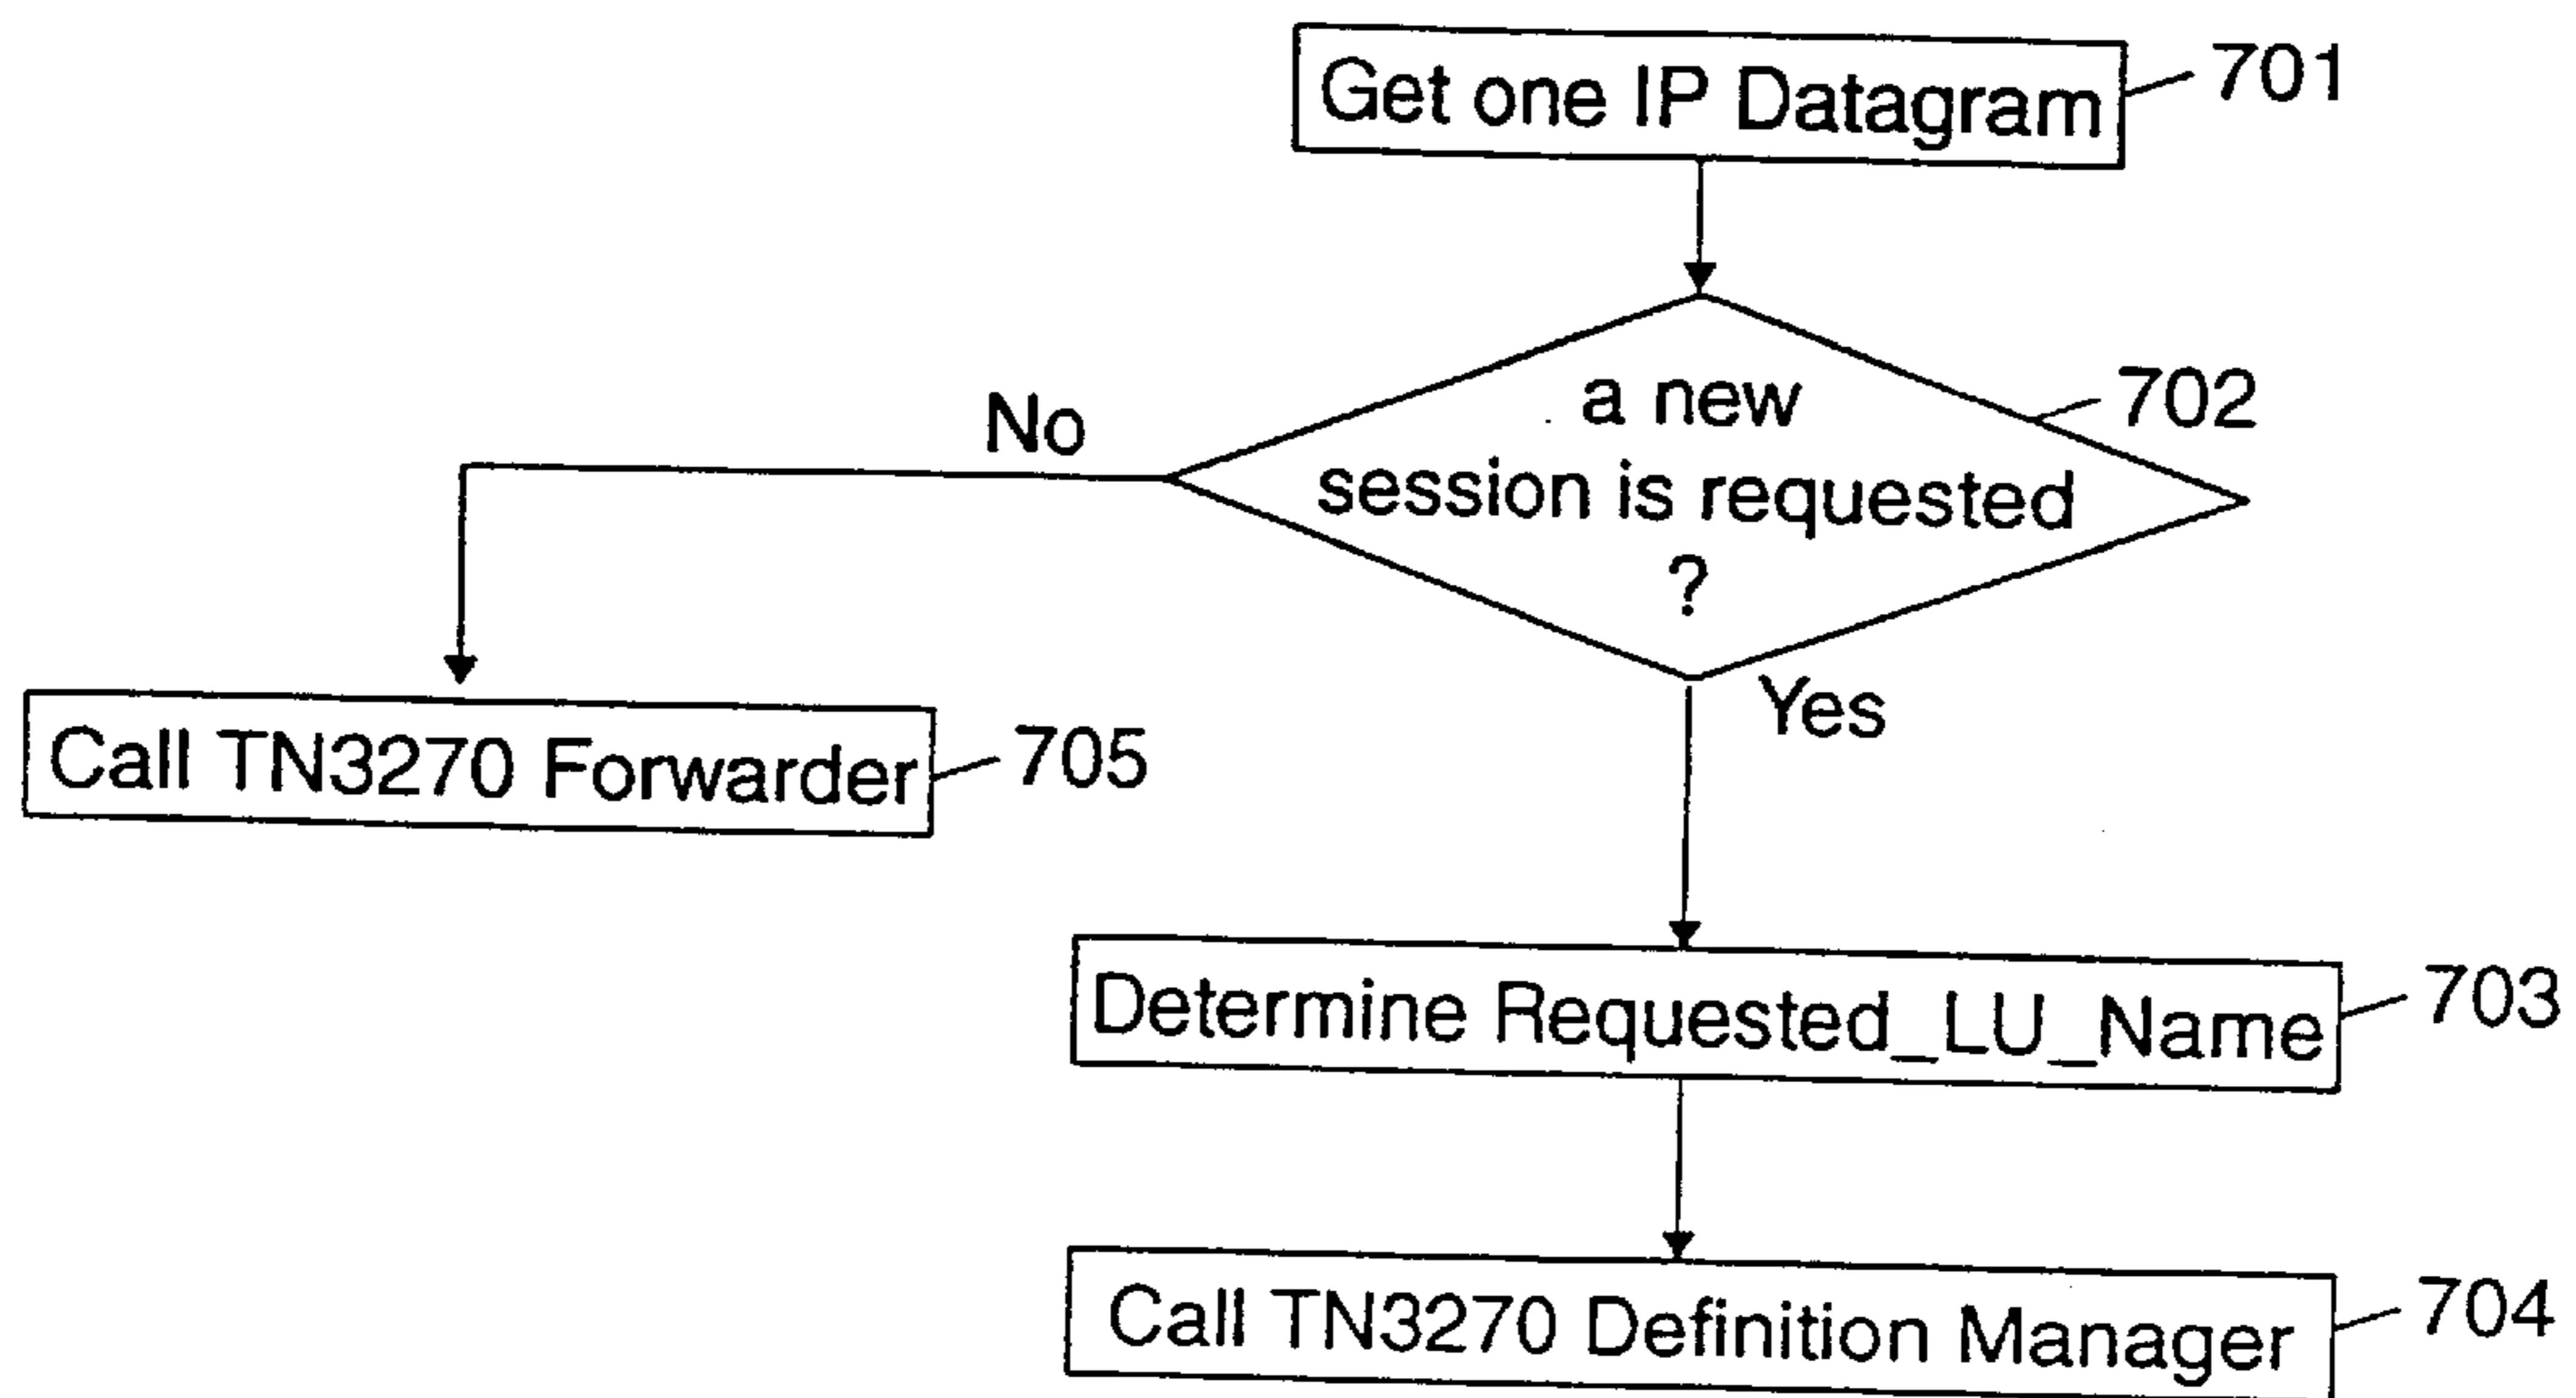 Get one IP Datagram
701
a new
session is requested
?
702
No
Yes
Call TN3270 Forwarder
705
Determine Requested_LU_Name
703
Call TN3270 Definition Manager
704